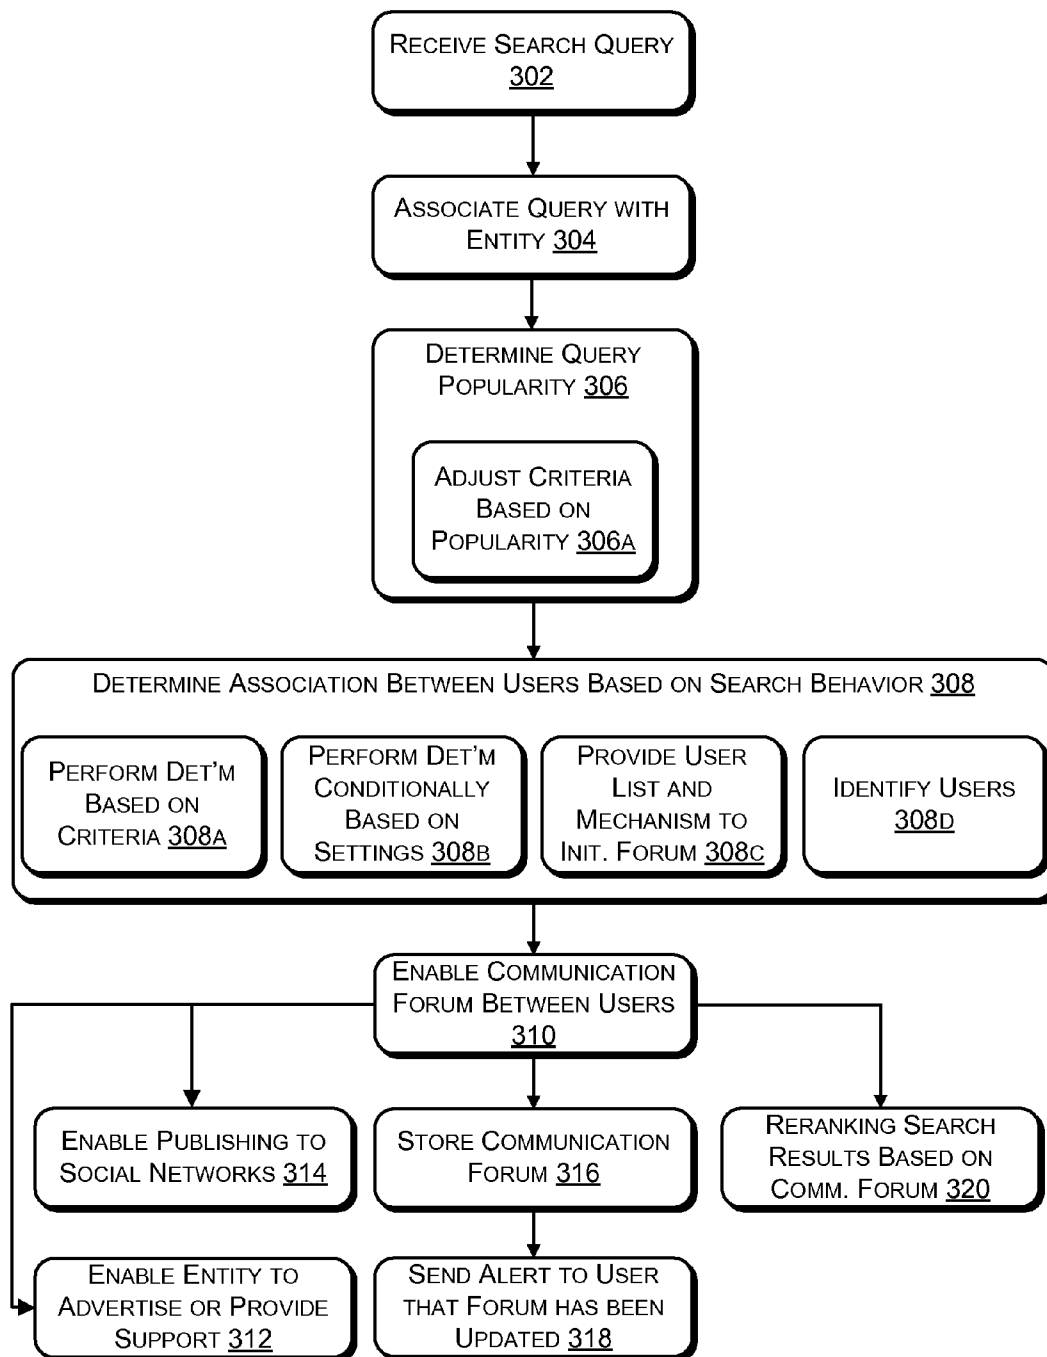 RECEIVE SEARCH QUERY
302
ASSOCIATE QUERY WITH
ENTITY 304
DETERMINE QUERY
POPULARITY 306
ADJUST CRITERIA
BASED ON
POPULARITY 306A
DETERMINE ASSOCIATION BETWEEN USERS BASED ON SEARCH BEHAVIOR 308
PERFORM DET'M
BASED ON
CRITERIA 308A
PERFORM DET'M
CONDITIONALLY
BASED ON
SETTINGS 308B
PROVIDE USER
LIST AND
MECHANISM TO
INIT. FORUM 308C
IDENTIFY USERS
308D
ENABLE COMMUNICATION
FORUM BETWEEN USERS
310
ENABLE PUBLISHING TO
SOCIAL NETWORKS 314
STORE COMMUNICATION
FORUM 316
RERANKING SEARCH
RESULTS BASED ON
COMM. FORUM 320
ENABLE ENTITY TO
ADVERTISE OR PROVIDE
SUPPORT 312
SEND ALERT TO USER
THAT FORUM HAS BEEN
UPDATED 318